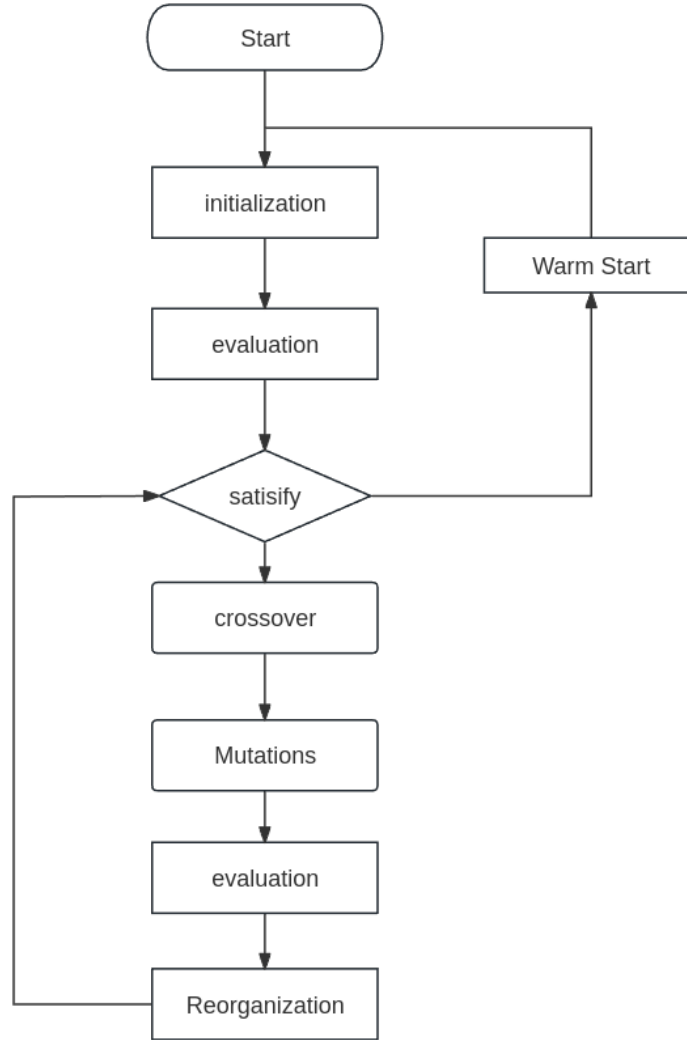 Start
initialization
Warm Start
evaluation
satisify
crossover
Mutations
evaluation
Reorganization